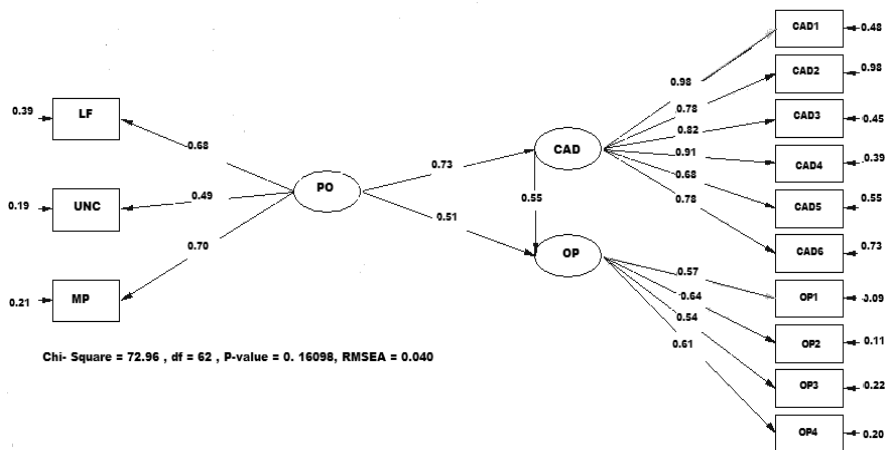 CAD1
0.48
0.98
CAD2
0.98
0.78
0.39
LF
CAD3
0.45
0.82
0.68
0.91
CAD
CAD4
0.39
0.73
0.68
PO
0.49
0.55
0.78
CAD5
0.55
0.19
UNC
0.51
0.70
OP
CAD6
0.73
0.57
0.21
MP
0.64
OP1
0.09
0.54
0.61
OP2
0.11
Chi- Square = 72.96 , df = 62 , P-value = 0. 16098, RMSEA = 0.040
OP3
0.22
OP4
0.20